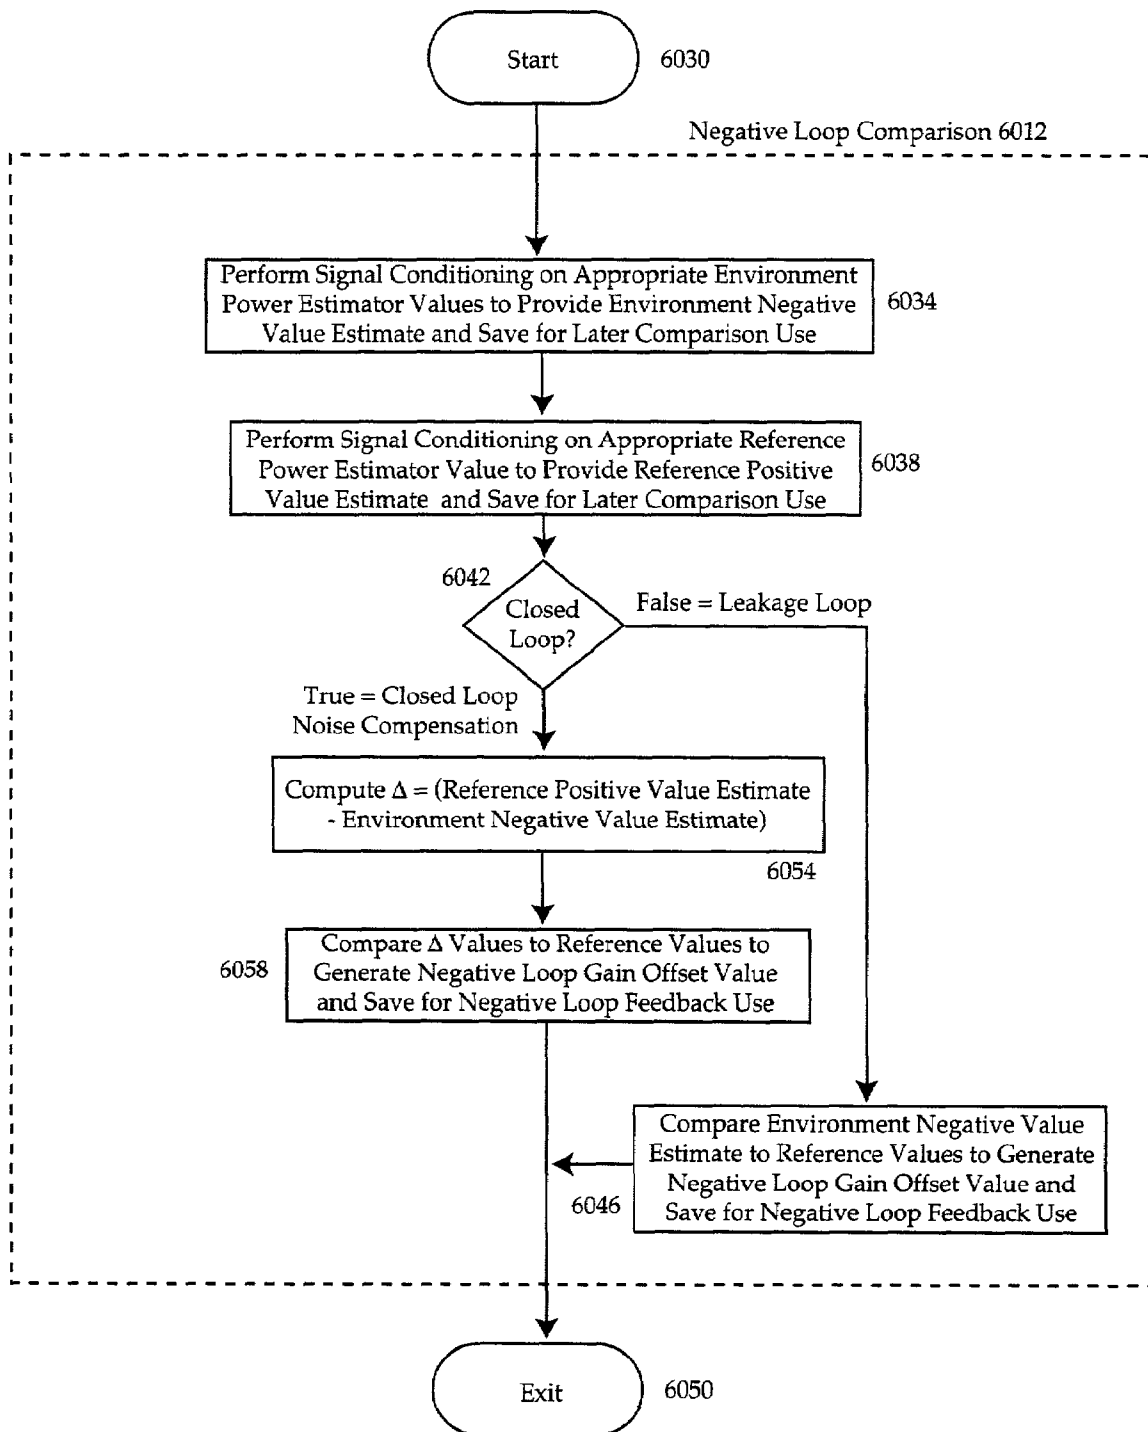 Start
6030
Negative Loop Comparison 6012
Perform Signal Conditioning on Appropriate Environment
Power Estimator Values to Provide Environment Negative
Value Estimate and Save for Later Comparison Use
6034
Perform Signal Conditioning on Appropriate Reference
Power Estimator Value to Provide Reference Positive
Value Estimate and Save for Later Comparison Use
6038
6042
Closed
Loop?
False = Leakage Loop
True = Closed Loop
Noise Compensation
Compute Δ = (Reference Positive Value Estimate
- Environment Negative Value Estimate)
6054
6058
Compare Δ Values to Reference Values to
Generate Negative Loop Gain Offset Value
and Save for Negative Loop Feedback Use
Compare Environment Negative Value
Estimate to Reference Values to Generate
Negative Loop Gain Offset Value and
Save for Negative Loop Feedback Use
6046
Exit
6050